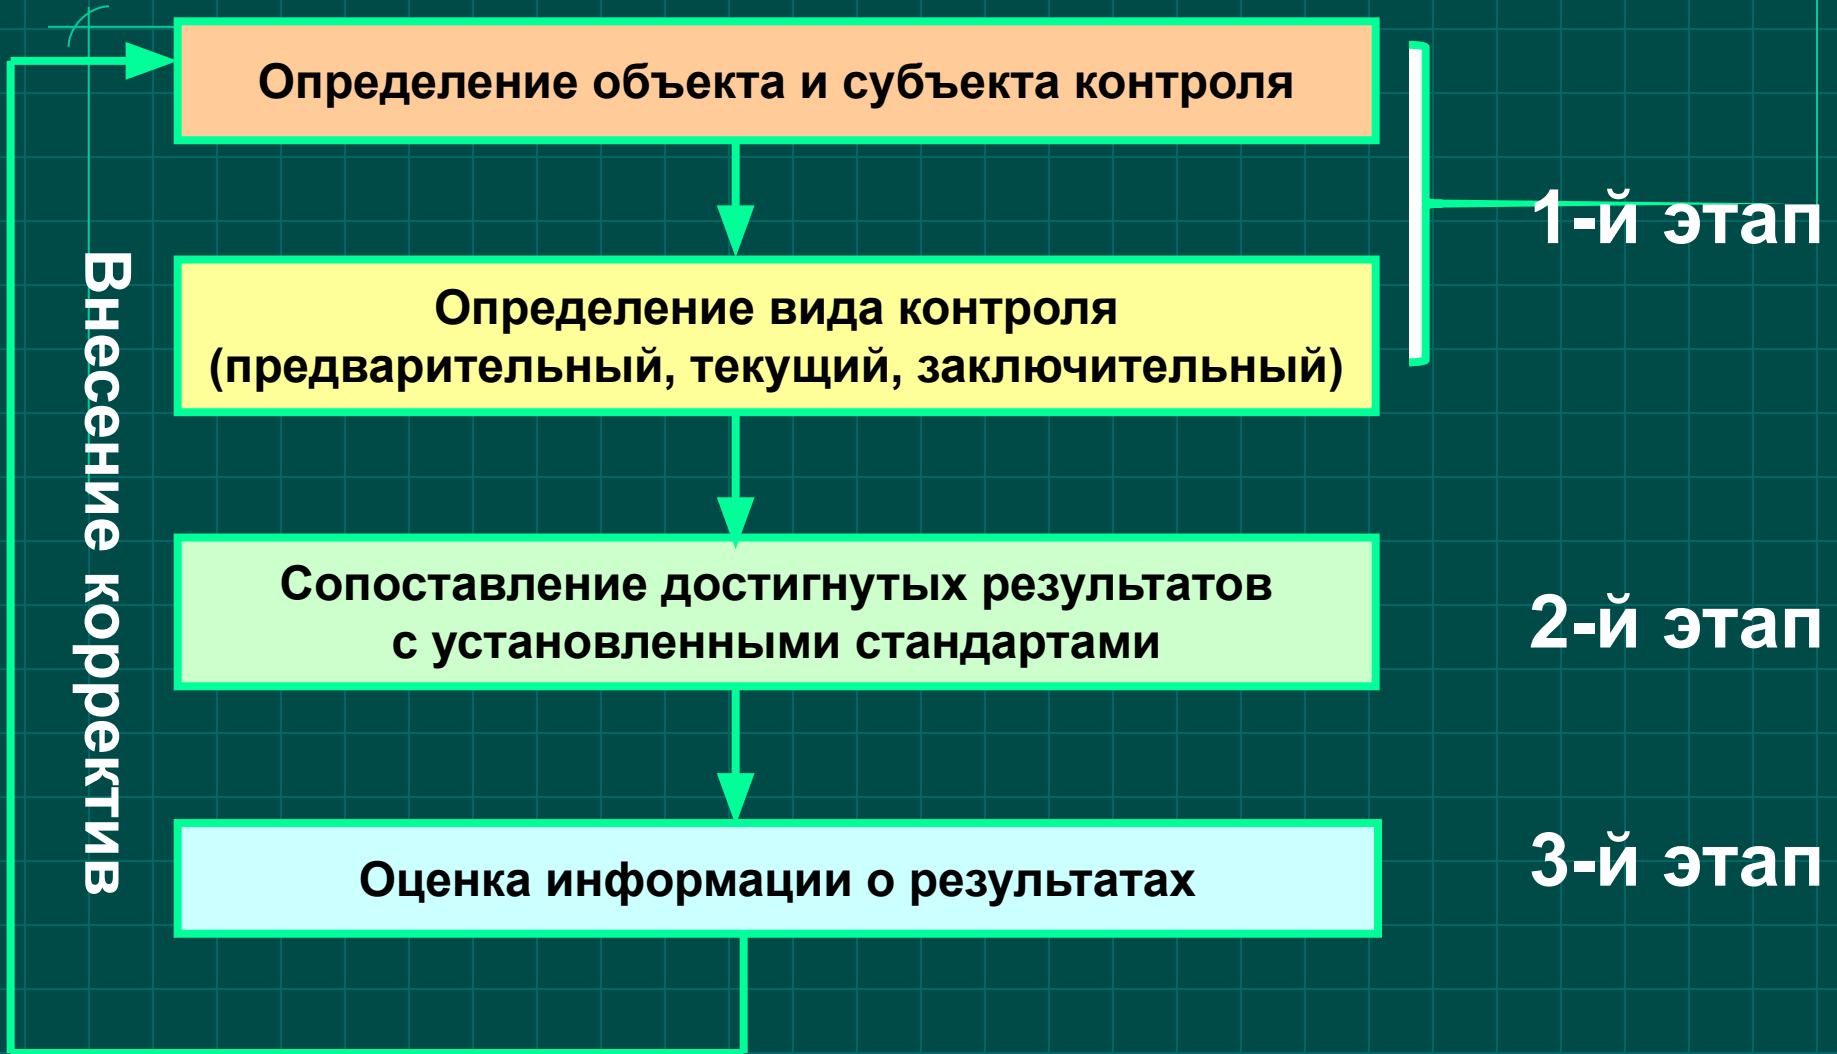 Определение объекта и субъекта контроля
1-й этап
Определение вида контроля
(предварительный, текущий, заключительный)
Внесение корректив
Сопоставление достигнутых результатов
с установленными стандартами
2-й этап
Оценка информации о результатах
3-й этап